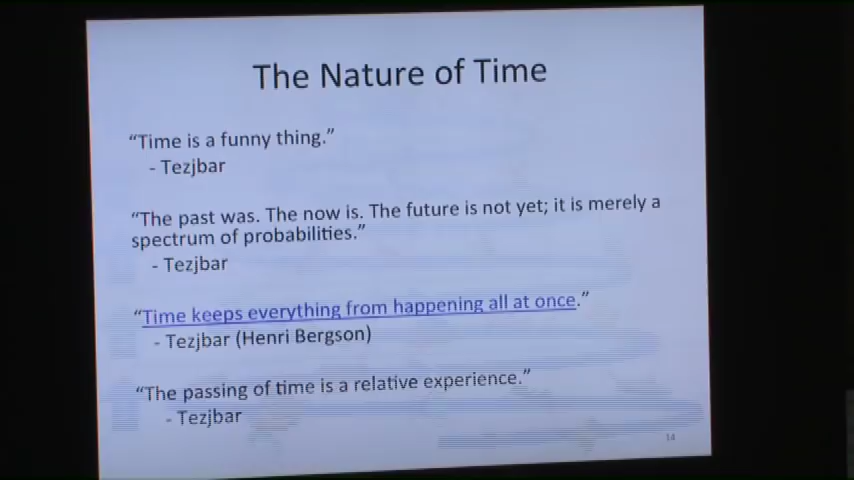 The Nature of Time
“Time is a funny thing.”
- Tezjbar
“The past was. The now is. The future is not yet; it is merely a
spectrum of probabilities.”
- Tezjbar
“Time keeps everything from happening all at once.”
- Tezjbar (Henri Bergson)
“The passing of time is a relative experience.”
- Tezjbar
14